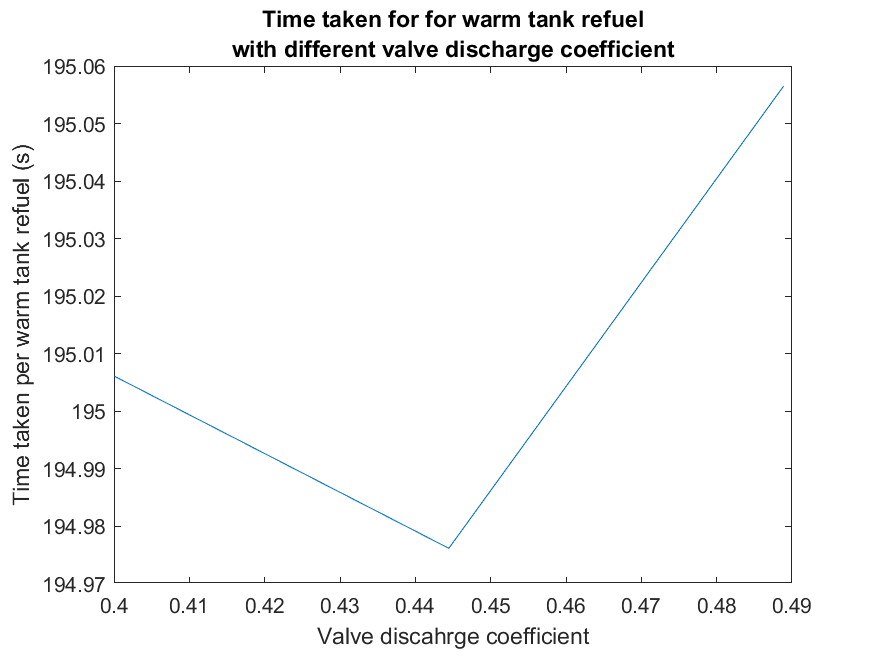 Time taken for for warm tank refuel
with different valve discharge coefficient
195.06
195.05
195.04
195.03
195.02
195.01
195
194.99
194.98
194.97
Time taken per warm tank refuel (s)
0.4 0.41 0.42 0.43 0.44 0.45 0.46 0.47 0.48 0.49
Valve discahrge coefficient